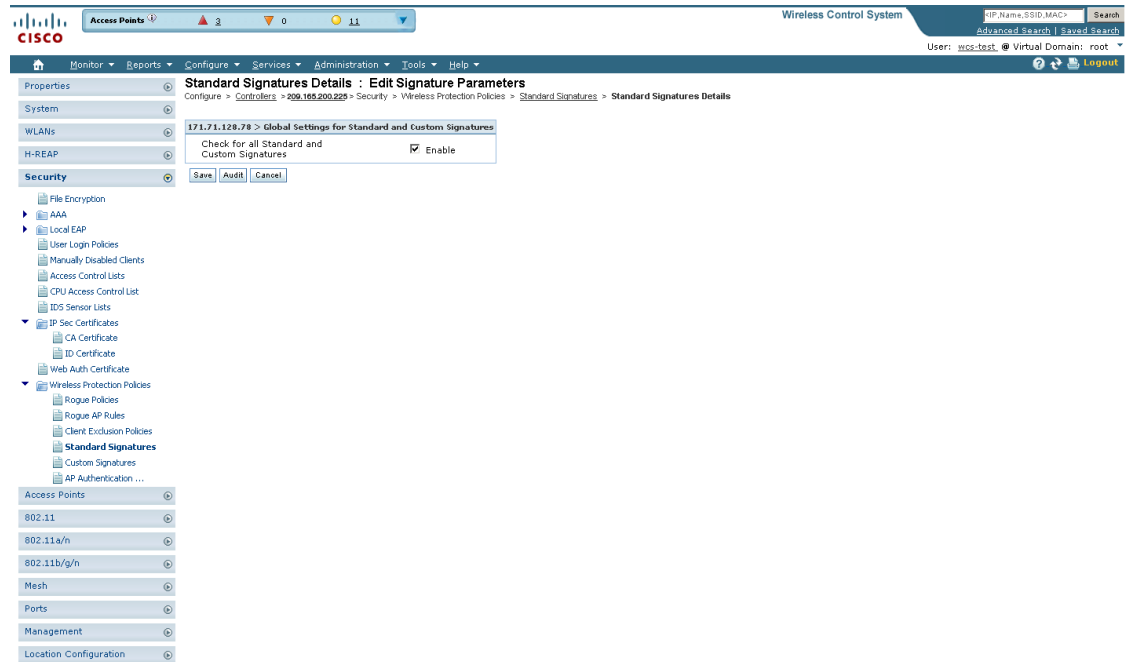 Access Points 3 0 11
Wireless Control System
<IP,Name,SSID,MAC> Search
Advanced Search | Saved Search
CISCO
User: wcs-test @ Virtual Domain: root
Monitor Reports Configure Services Administration Tools Help
Logout
Properties
System
WLANs
H-REAP
Security
File Encryption
AAA
Local EAP
User Login Policies
Manually Disabled Clients
Access Control Lists
CPU Access Control List
IDS Sensor Lists
IP Sec Certificates
CA Certificate
ID Certificate
Web Auth Certificate
Wireless Protection Policies
Rogue Policies
Rogue AP Rules
Client Exclusion Policies
Standard Signatures
Custom Signatures
AP Authentication ...
Access Points
802.11
802.11a/n
802.11b/g/n
Mesh
Ports
Management
Location Configuration
Standard Signatures Details : Edit Signature Parameters
Configure > Controllers > 209.165.200.225 > Security > Wireless Protection Policies > Standard Signatures > Standard Signatures Details
171.71.128.78 > Global Settings for Standard and Custom Signatures
Check for all Standard and
Custom Signatures
Enable
Save Audit Cancel